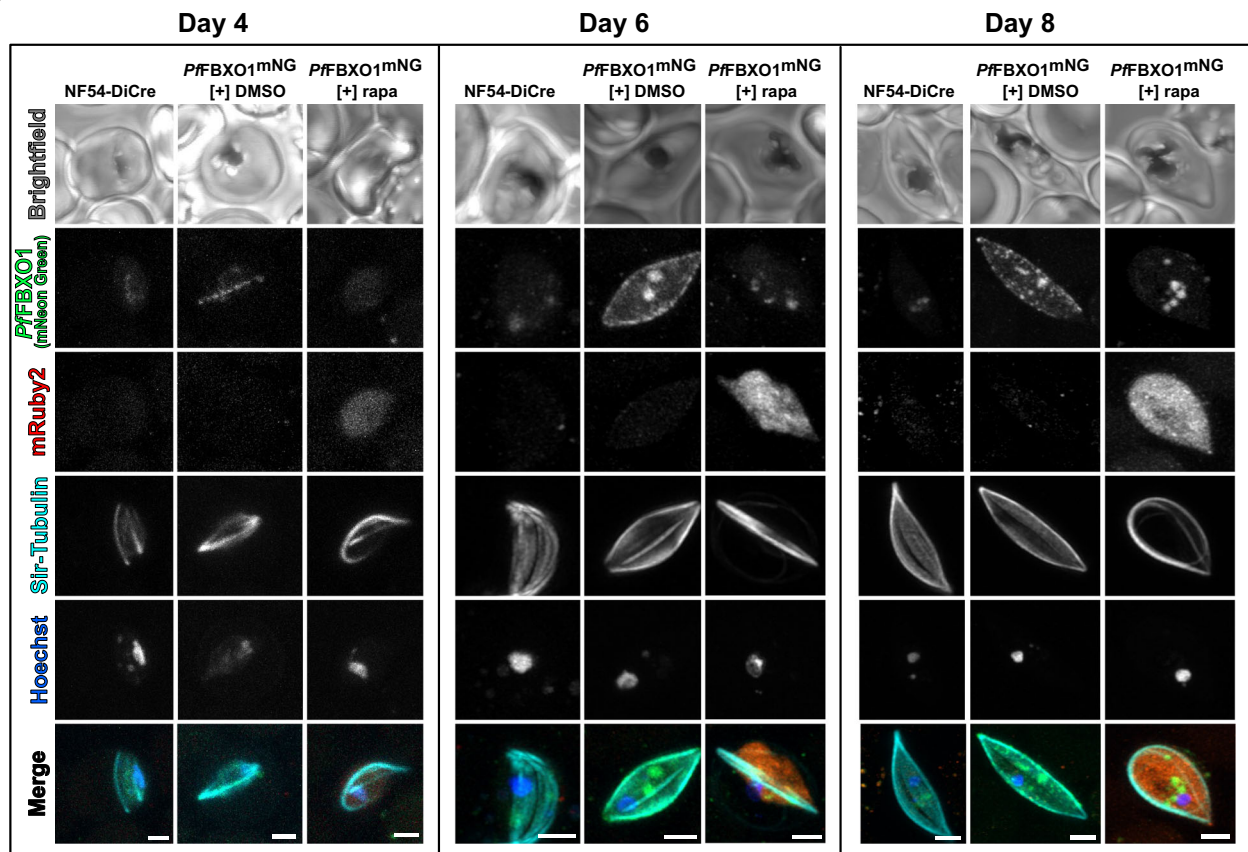 Day 4
Day 6
Day 8
NF54-DiCre
PfFBXO1mNG
[+] DMSO
PfFBXO1mNG
[+] rapa
NF54-DiCre
PfFBXO1mNG
[+] DMSO
PfFBXO1mNG
[+] rapa
NF54-DiCre
PfFBXO1mNG
[+] DMSO
PfFBXO1mNG
[+] rapa
Brightfield
PfFBXO1
(mNeon Green)
mRuby2
Sir-Tubulin
Hoechst
Merge